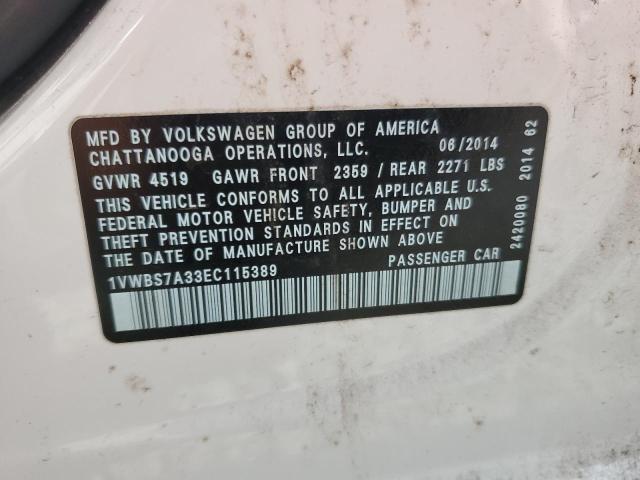 MFD BY VOLKSWAGEN GROUP OF AMERICA
CHATTANOOGA OPERATIONS, LLC. 06/2014
GVWR 4519 GAWR FRONT 2359 / REAR 2271 LBS
THIS VEHICLE CONFORMS TO ALL APPLICABLE U.S.
FEDERAL MOTOR VEHICLE SAFETY, BUMPER AND
THEFT PREVENTION STANDARDS IN EFFECT ON
THE DATE OF MANUFACTURE SHOWN ABOVE
1VWBS7A33EC115389 PASSENGER CAR
2420080 2014 62